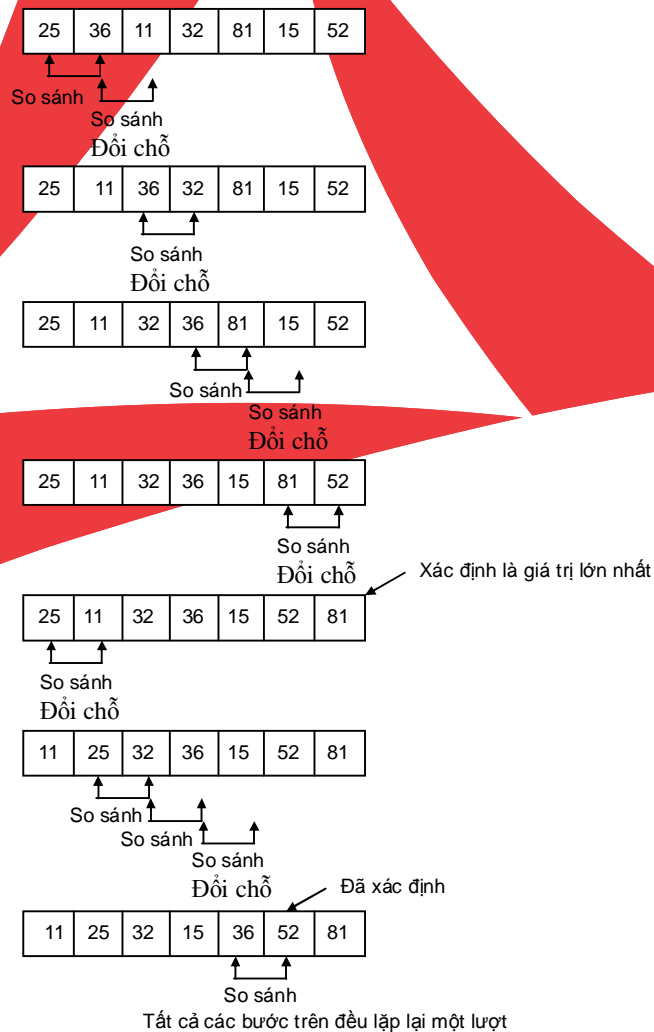 25 36 11 32 81 15 52
So sánh
So sánh
Đổi chỗ
25 11 36 32 81 15 52
So sánh
Đổi chỗ
25 11 32 36 81 15 52
So sánh
So sánh
Đổi chỗ
25 11 32 36 15 81 52
So sánh
Đổi chỗ
Xác định là giá trị lớn nhất
25 11 32 36 15 52 81
So sánh
Đổi chỗ
11 25 32 36 15 52 81
So sánh
So sánh
So sánh
Đổi chỗ
Đã xác định
11 25 32 15 36 52 81
So sánh
Tất cả các bước trên đều lặp lại một lượt